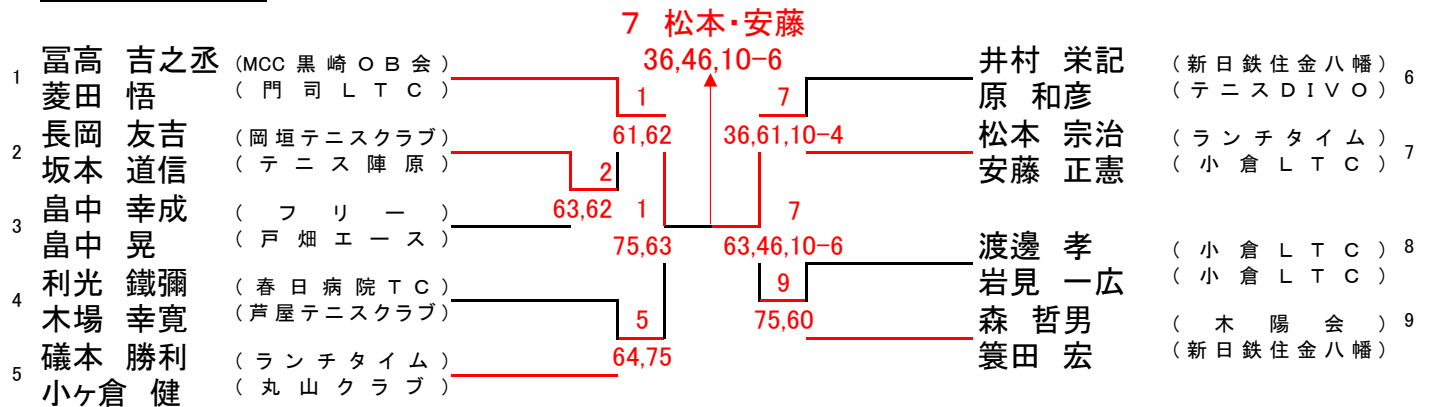 7 松本・安藤
36,46,10-6
1 冨高 吉之丞 (MCC黒崎OB会)
菱田 悟 (門司LTC)
2 長岡 友吉 (岡垣テニスクラブ)
坂本 道信 (テニス陣原)
3 畠中 幸成 (フリー)
畠中 晃 (戸畑エース)
4 利光 鐵彌 (春日病院TC)
木場 幸寛 (芦屋テニスクラブ)
5 礒本 勝利 (ランチタイム)
小ヶ倉 健 (丸山クラブ)
1
61,62
2
63,62
1
75,63
5
64,75
7
36,61,10-4
7
63,46,10-6
9
75,60
井村 栄記 (新日鉄住金八幡) 6
原 和彦 (テニスDIVO)
松本 宗治 (ランチタイム) 7
安藤 正憲 (小倉LTC)
渡邊 孝 (小倉LTC) 8
岩見 一広 (小倉LTC)
森 哲男 (木陽会) 9
簑田 宏 (新日鉄住金八幡)